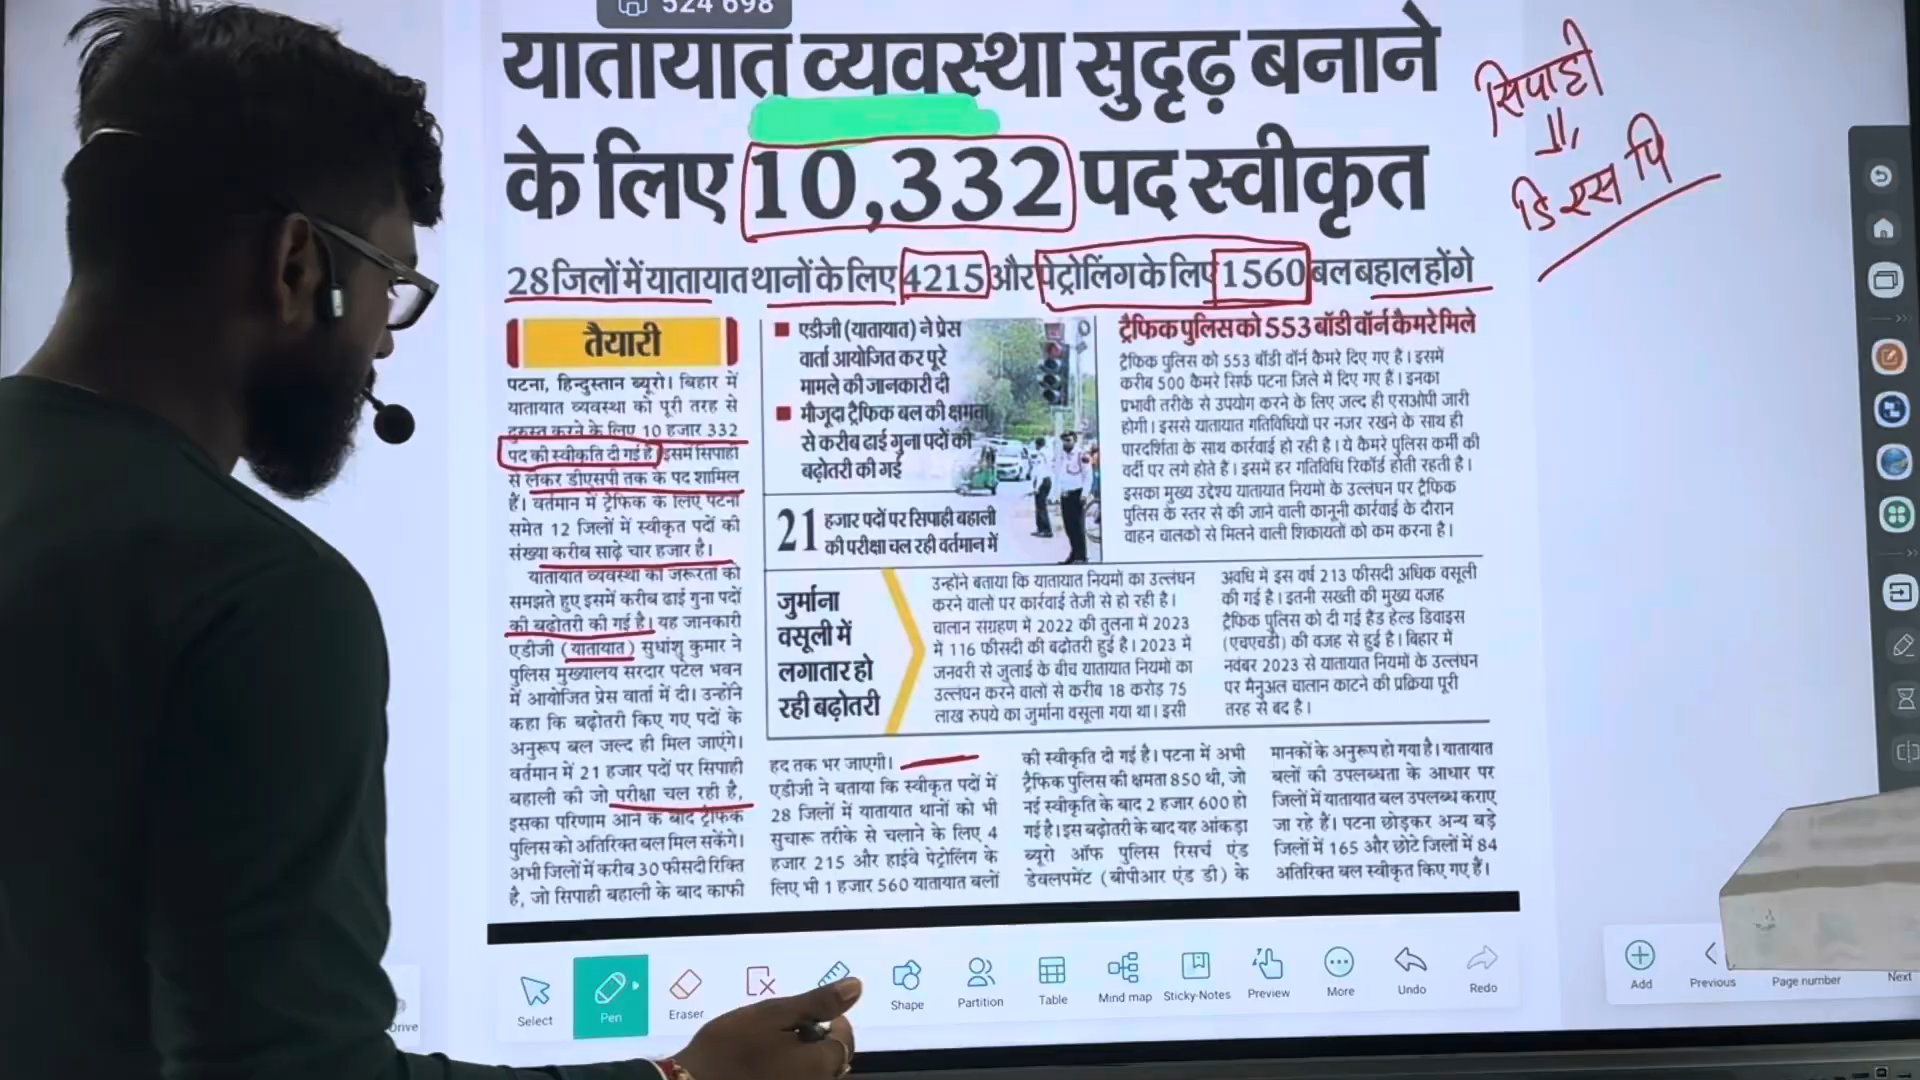 524 698
यातायात व्यवस्था सुदृढ़ बनाने
के लिए 10,332 पद स्वीकृत
सिपाही
डि एस पि
28 जिलों में यातायात थानों के लिए 4215 और पेट्रोलिंग के लिए 1560 बल बहाल होंगे
तैयारी
पटना, हिन्दुस्तान ब्यूरो। बिहार में
यातायात व्यवस्था को पूरी तरह से
दुरुस्त करने के लिए 10 हजार 332
पद की स्वीकृति दी गई है। इसमें सिपाही
से लेकर डीएसपी तक के पद शामिल
हैं। वर्तमान में ट्रैफिक के लिए पटना
समेत 12 जिलों में स्वीकृत पदों की
संख्या करीब साढ़े चार हजार है।
यातायात व्यवस्था की जरूरतों को
समझते हुए इसमें करीब ढाई गुना पदों
की बढ़ोतरी की गई है। यह जानकारी
एडीजी (यातायात) सुधांशु कुमार ने
पुलिस मुख्यालय सरदार पटेल भवन
में आयोजित प्रेस वार्ता में दी। उन्होंने
कहा कि बढ़ोतरी किए गए पदों के
अनुरूप बल जल्द ही मिल जाएंगे।
वर्तमान में 21 हजार पदों पर सिपाही
बहाली की जो परीक्षा चल रही है,
इसका परिणाम आने के बाद ट्रैफिक
पुलिस को अतिरिक्त बल मिल सकेंगे।
अभी जिलों में करीब 30 फीसदी रिक्ति
है, जो सिपाही बहाली के बाद काफी
एडीजी (यातायात) ने प्रेस
वार्ता आयोजित कर पूरे
मामले की जानकारी दी
मौजूदा ट्रैफिक बल की क्षमता
से करीब ढाई गुना पदों की
बढ़ोतरी की गई
21 हजार पदों पर सिपाही बहाली
की परीक्षा चल रही वर्तमान में
ट्रैफिक पुलिस को 553 बॉडी वॉर्न कैमरे मिले
ट्रैफिक पुलिस को 553 बॉडी वॉर्न कैमरे दिए गए है। इसमें
करीब 500 कैमरे सिर्फ पटना जिले में दिए गए हैं। इनका
प्रभावी तरीके से उपयोग करने के लिए जल्द ही एसओपी जारी
होगी। इससे यातायात गतिविधियों पर नजर रखने के साथ ही
पारदर्शिता के साथ कार्रवाई हो रही है। ये कैमरे पुलिस कर्मी की
वर्दी पर लगे होते हैं। इसमें हर गतिविधि रिकॉर्ड होती रहती है।
इसका मुख्य उद्देश्य यातायात नियमों के उल्लंघन पर ट्रैफिक
पुलिस के स्तर से की जाने वाली कानूनी कार्रवाई के दौरान
वाहन चालकों से मिलने वाली शिकायतों को कम करना है।
जुर्माना
वसूली में
लगातार हो
रही बढ़ोतरी
उन्होंने बताया कि यातायात नियमों का उल्लंघन
करने वालों पर कार्रवाई तेजी से हो रही है।
चालान संग्रहण में 2022 की तुलना में 2023
में 116 फीसदी की बढ़ोतरी हुई है। 2023 में
जनवरी से जुलाई के बीच यातायात नियमों का
उल्लंघन करने वालों से करीब 18 करोड़ 75
लाख रुपये का जुर्माना वसूला गया था। इसी
अवधि में इस वर्ष 213 फीसदी अधिक वसूली
की गई है। इतनी सख्ती की मुख्य वजह
ट्रैफिक पुलिस को दी गई हैंड हेल्ड डिवाइस
(एचएचडी) की वजह से हुई है। बिहार में
नवंबर 2023 से यातायात नियमों के उल्लंघन
पर मैनुअल चालान काटने की प्रक्रिया पूरी
तरह से बंद है।
हद तक भर जाएगी।
एडीजी ने बताया कि स्वीकृत पदों में
28 जिलों में यातायात थानों को भी
सुचारू तरीके से चलाने के लिए 4
हजार 215 और हाईवे पेट्रोलिंग के
लिए भी 1 हजार 560 यातायात बलों
की स्वीकृति दी गई है। पटना में अभी
ट्रैफिक पुलिस की क्षमता 850 थी, जो
नई स्वीकृति के बाद 2 हजार 600 हो
गई है। इस बढ़ोतरी के बाद यह आंकड़ा
ब्यूरो ऑफ पुलिस रिसर्च एंड
डेवलपमेंट (बीपीआर एंड डी) के
मानकों के अनुरूप हो गया है। यातायात
बलों की उपलब्धता के आधार पर
जिलों में यातायात बल उपलब्ध कराए
जा रहे हैं। पटना छोड़कर अन्य बड़े
जिलों में 165 और छोटे जिलों में 84
अतिरिक्त बल स्वीकृत किए गए हैं।
Drive
Select
Pen
Eraser
Shape
Partition
Table
Mind map
Sticky-Notes
Preview
More
Undo
Redo
Add
Previous
Page number
Next